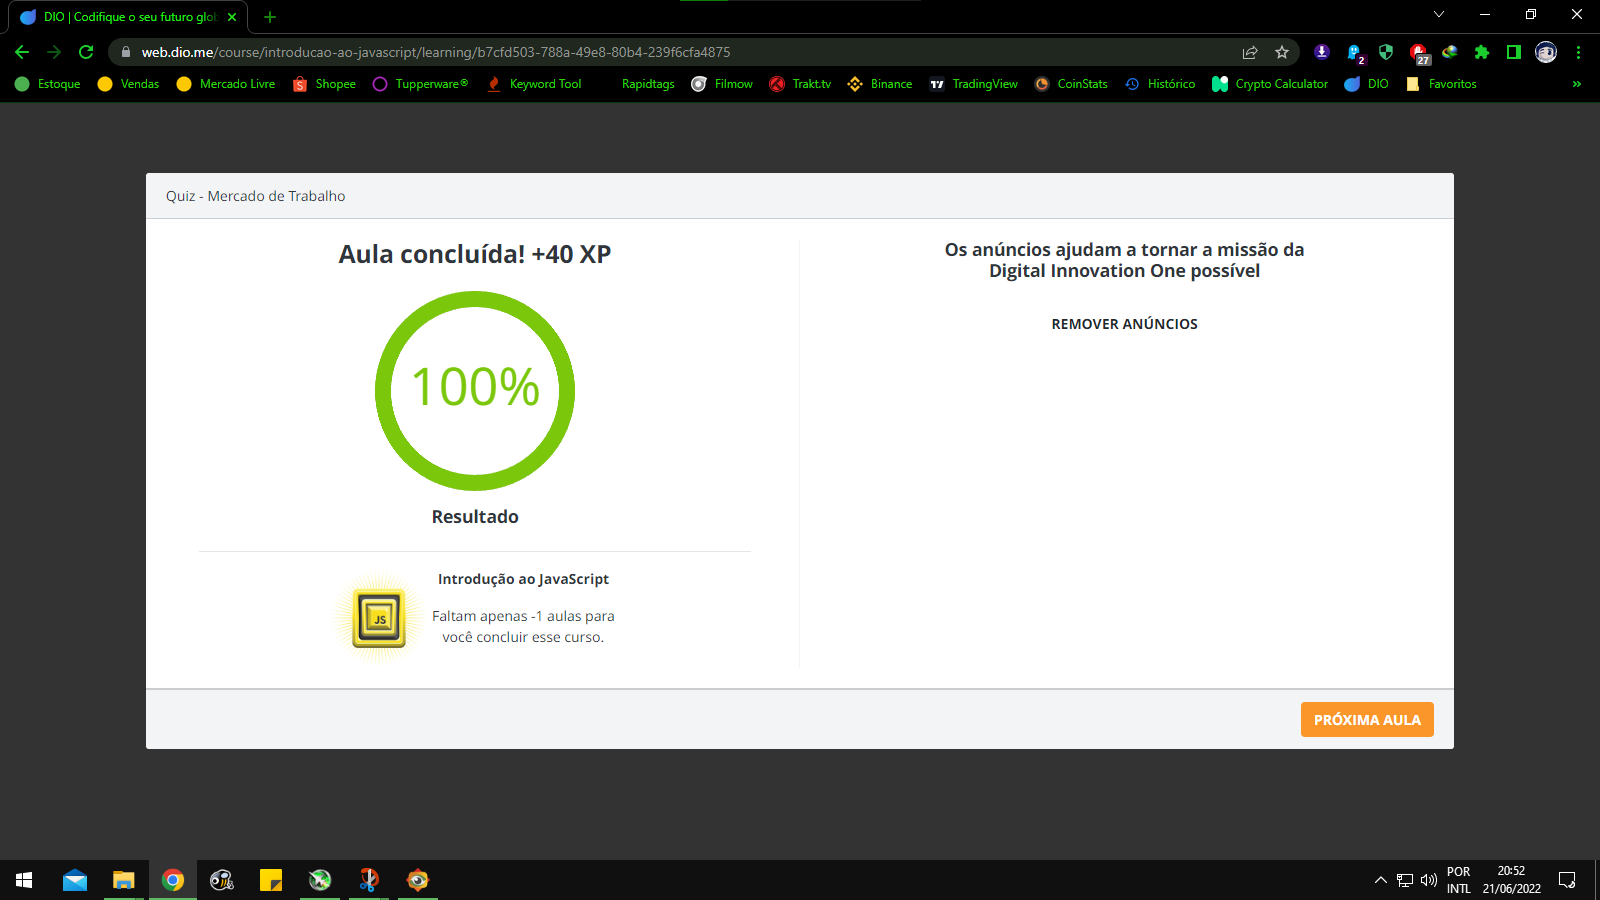 DIO | Codifique o seu futuro glob
web.dio.me/course/introducao-ao-javascript/learning/b7cfd503-788a-49e8-80b4-239f6cfa4875
2
27
Estoque
Vendas
Mercado Livre
Shopee
Tupperware®
Keyword Tool
Rapidtags
Filmow
Trakt.tv
Binance
TradingView
CoinStats
Histórico
Crypto Calculator
DIO
Favoritos
»
Quiz - Mercado de Trabalho
Aula concluída! +40 XP
100%
Resultado
JS
Introdução ao JavaScript
Faltam apenas -1 aulas para
você concluir esse curso.
Os anúncios ajudam a tornar a missão da
Digital Innovation One possível
REMOVER ANÚNCIOS
PRÓXIMA AULA
POR
INTL
20:52
21/06/2022